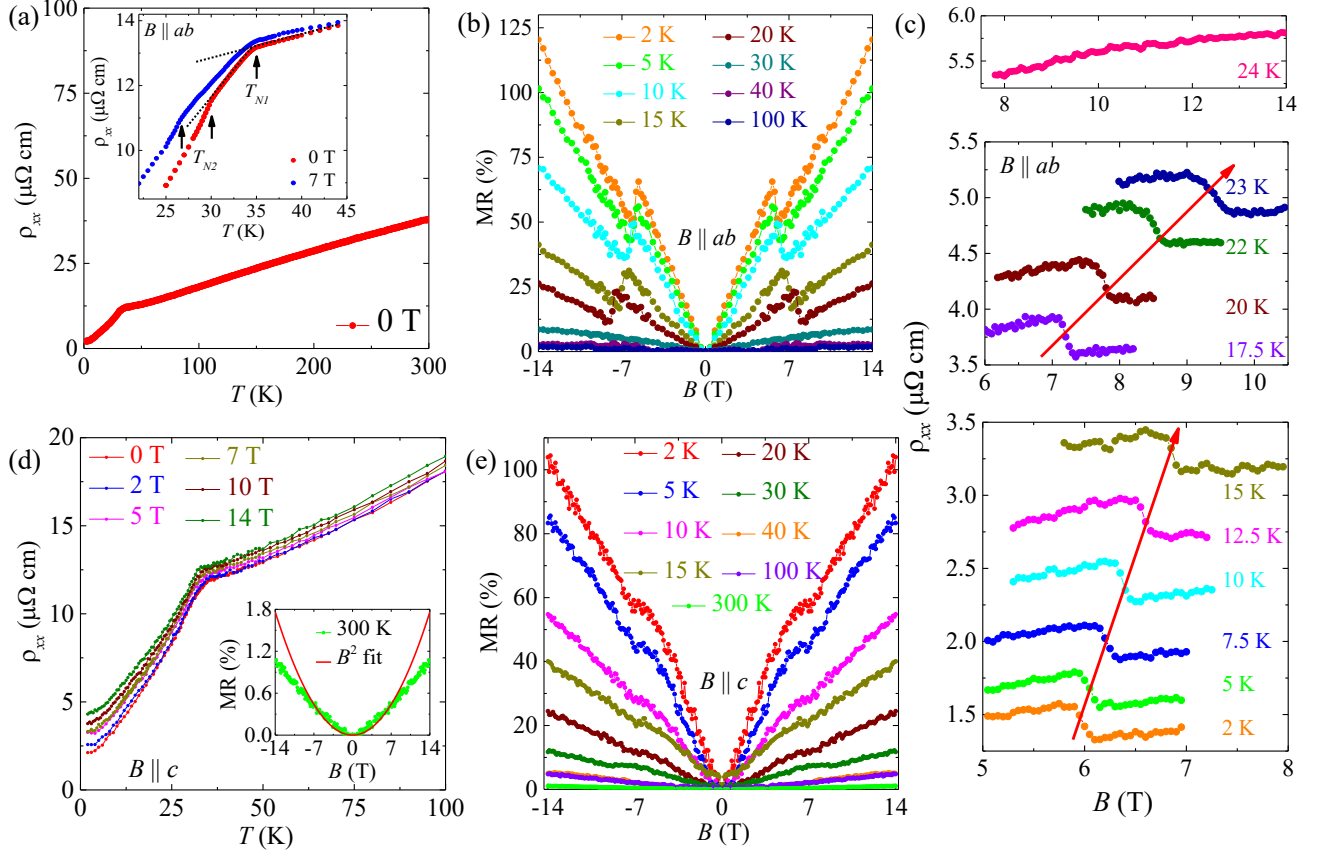 (a)
100
75
50
25
0
ρxx (μΩ cm)
0
100
200
300
T (K)
0 T
B || ab
14
13
12
11
10
ρxx (μΩ cm)
TN1
TN2
0 T
7 T
25
30
35
40
45
T (K)
(b)
125
100
75
50
25
0
MR (%)
2 K
5 K
10 K
15 K
20 K
30 K
40 K
100 K
B || ab
-14
-7
0
7
14
B (T)
(c)
6.0
5.5
24 K
8
10
12
14
B || ab
5.5
5.0
4.5
4.0
3.5
23 K
22 K
20 K
17.5 K
6
7
8
9
10
ρxx (μΩ cm)
3.5
3.0
2.5
2.0
1.5
15 K
12.5 K
10 K
7.5 K
5 K
2 K
5
6
7
8
B (T)
(d)
20
15
10
5
0
ρxx (μΩ cm)
0 T
2 T
5 T
7 T
10 T
14 T
B || c
0
25
50
75
100
T (K)
1.8
1.2
0.6
0.0
MR (%)
300 K
B² fit
-14
-7
0
7
14
B (T)
(e)
100
80
60
40
20
0
MR (%)
2 K
5 K
10 K
15 K
20 K
30 K
40 K
100 K
300 K
B || c
-14
-7
0
7
14
B (T)